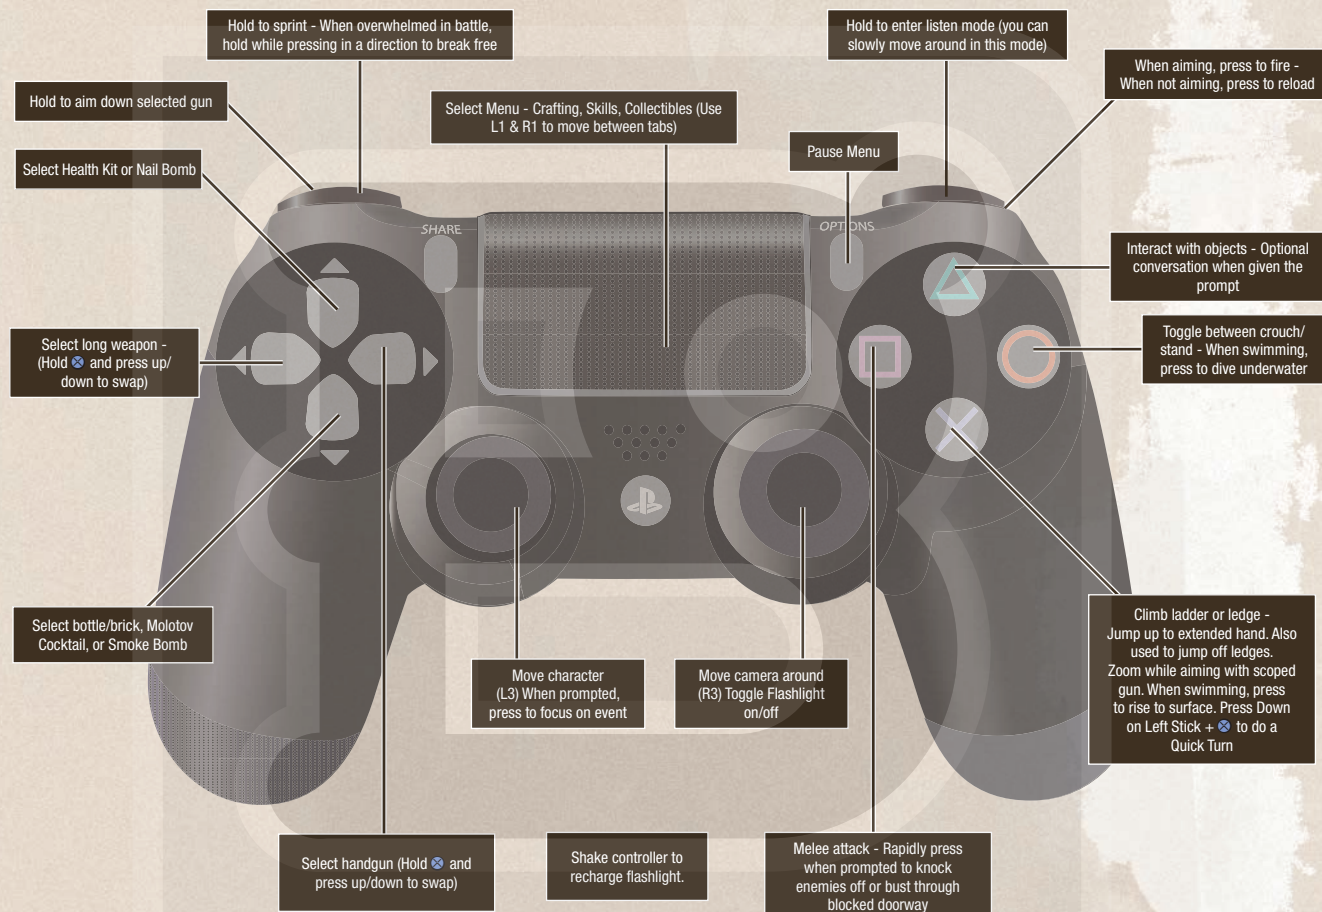 Hold to sprint - When overwhelmed in battle,
hold while pressing in a direction to break free
Hold to enter listen mode (you can
slowly move around in this mode)
When aiming, press to fire -
When not aiming, press to reload
Hold to aim down selected gun
Select Menu - Crafting, Skills, Collectibles (Use
L1 & R1 to move between tabs)
Pause Menu
Select Health Kit or Nail Bomb
SHARE
OPTIONS
Interact with objects - Optional
conversation when given the
prompt
Select long weapon -
(Hold ⊗ and press up/
down to swap)
Toggle between crouch/
stand - When swimming,
press to dive underwater
Select bottle/brick, Molotov
Cocktail, or Smoke Bomb
Move character
(L3) When prompted,
press to focus on event
Move camera around
(R3) Toggle Flashlight
on/off
Climb ladder or ledge -
Jump up to extended hand. Also
used to jump off ledges.
Zoom while aiming with scoped
gun. When swimming, press
to rise to surface. Press Down
on Left Stick + ⊗ to do a
Quick Turn
Select handgun (Hold ⊗ and
press up/down to swap)
Shake controller to
recharge flashlight.
Melee attack - Rapidly press
when prompted to knock
enemies off or bust through
blocked doorway